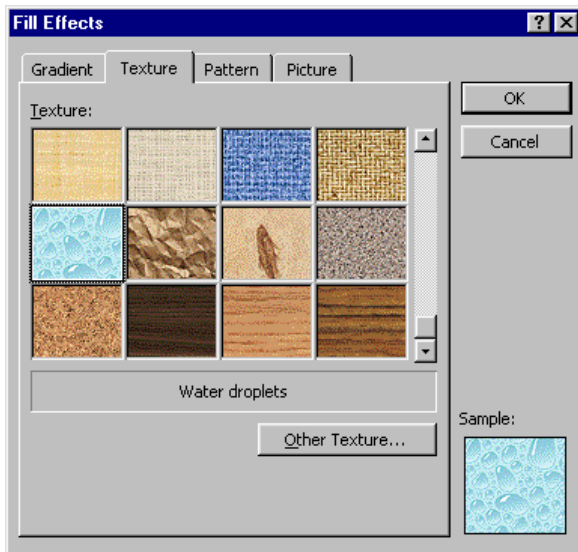 Fill Effects
Gradient Texture Pattern Picture
Texture:
OK
Cancel
Water droplets
Other Texture...
Sample: